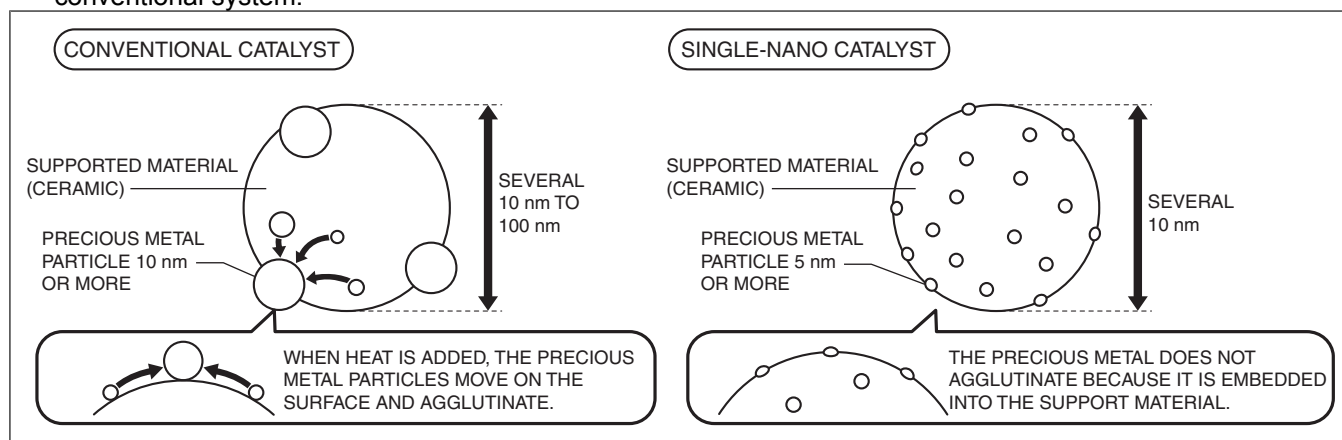 conventional system.
CONVENTIONAL CATALYST
SUPPORTED MATERIAL
(CERAMIC)
SEVERAL
10 nm TO
100 nm
PRECIOUS METAL
PARTICLE 10 nm
OR MORE
WHEN HEAT IS ADDED, THE PRECIOUS
METAL PARTICLES MOVE ON THE
SURFACE AND AGGLUTINATE.
SINGLE-NANO CATALYST
SUPPORTED MATERIAL
(CERAMIC)
SEVERAL
10 nm
PRECIOUS METAL
PARTICLE 5 nm
OR MORE
THE PRECIOUS METAL DOES NOT
AGGLUTINATE BECAUSE IT IS EMBEDDED
INTO THE SUPPORT MATERIAL.